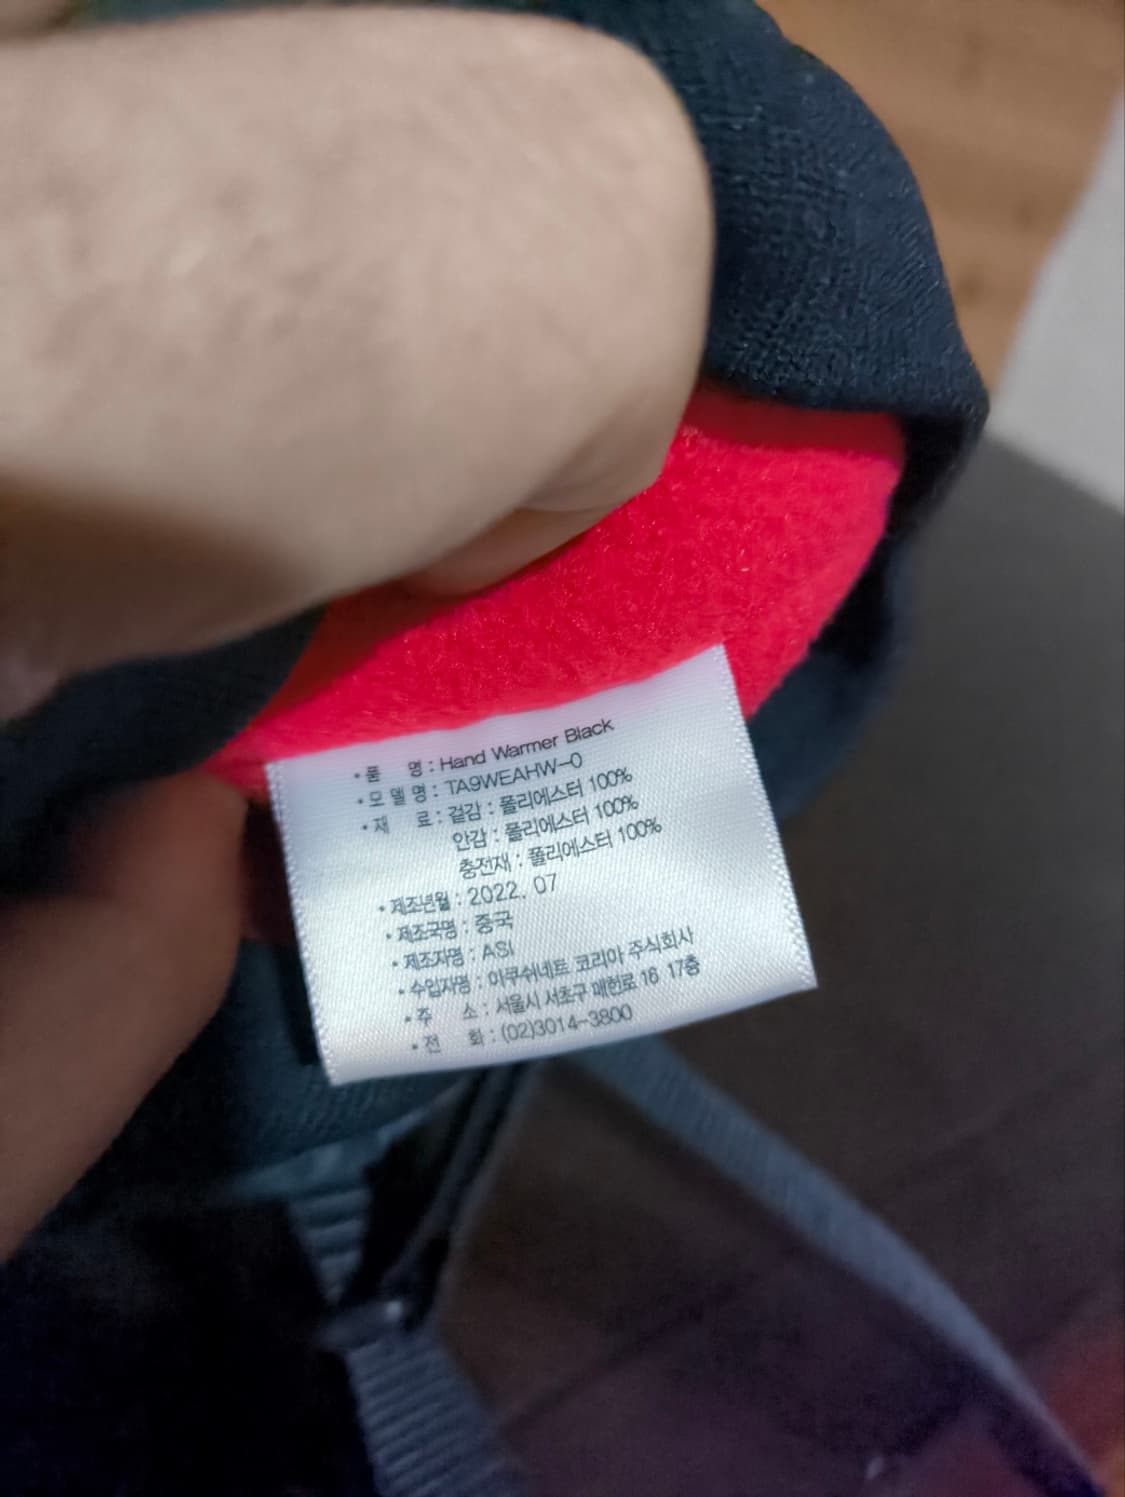 • 품 명 : Hand Warmer Black
• 모델명 : TA9WEAHW-0
• 재 료 : 겉감 : 폴리에스터 100%
안감 : 폴리에스터 100%
충전재 : 폴리에스터 100%
• 제조년월 : 2022. 07
• 제조국명 : 중국
• 제조자명 : ASI
• 수입자명 : 아쿠쉬네트 코리아 주식회사
• 주 소 : 서울시 서초구 매헌로 16 17층
• 전 화 : (02)3014-3800